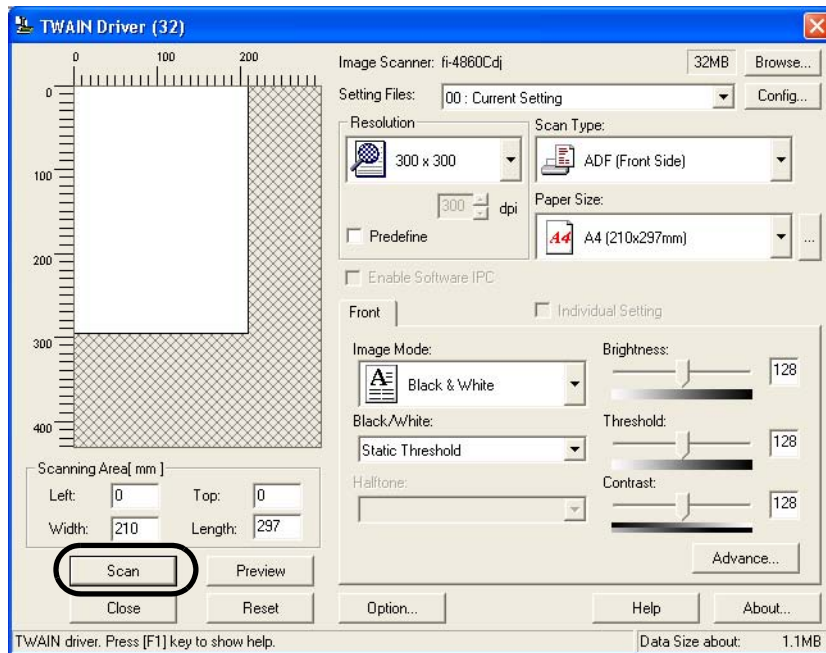 TWAIN Driver (32)
0 100 200
0
100
200
300
400
Image Scanner: fi-4860Cdj 32MB Browse...
Setting Files: 00 : Current Setting Config...
Resolution
300 x 300
300 dpi
Predefine
Scan Type:
ADF (Front Side)
Paper Size:
A4 A4 (210x297mm) ...
Enable Software IPC
Front Individual Setting
Image Mode:
A Black & White
Black/White:
Static Threshold
Halftone:
Brightness:
128
Threshold:
128
Contrast:
128
Advance...
Scanning Area[ mm ]
Left: 0 Top: 0
Width: 210 Length: 297
Scan Preview
Close Reset Option... Help About...
TWAIN driver. Press [F1] key to show help. Data Size about: 1.1MB